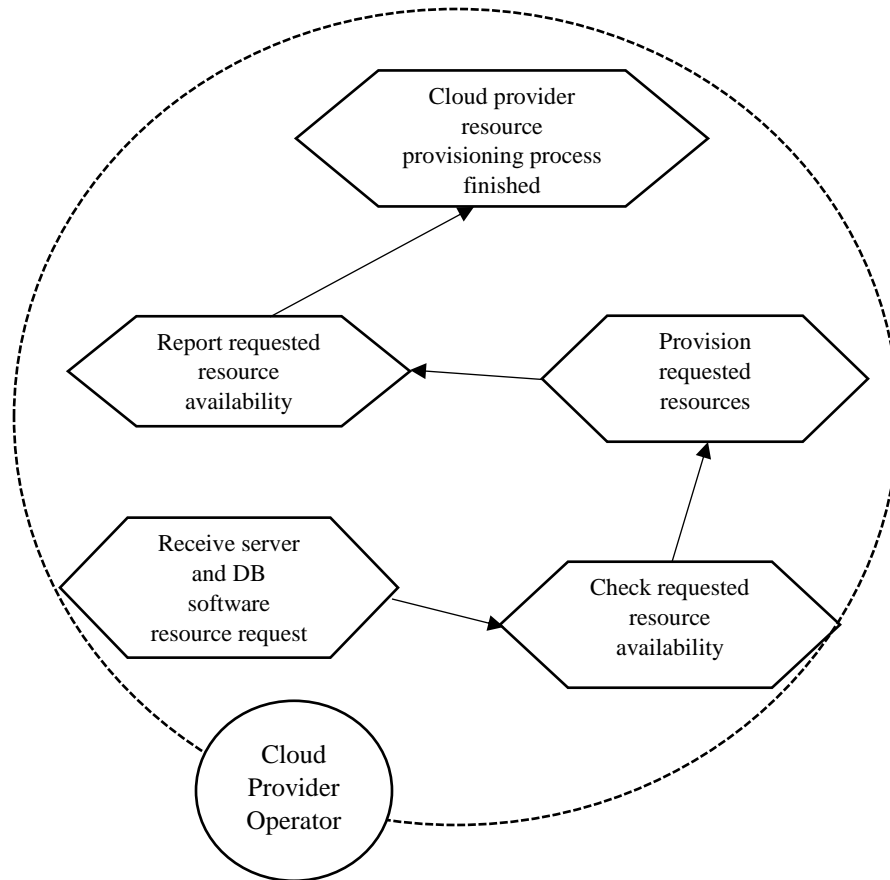 Cloud provider
resource
provisioning process
finished
Report requested
resource
availability
Provision
requested
resources
Receive server
and DB
software
resource request
Check requested
resource
availability
Cloud
Provider
Operator